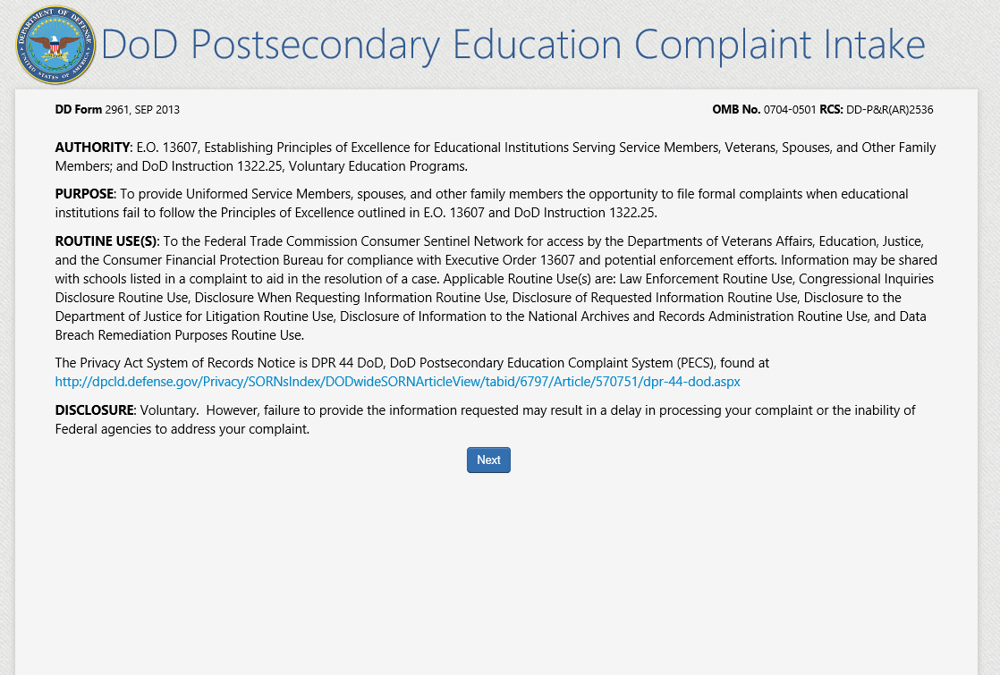 DEPARTMENT OF DEFENSE
UNITED STATES OF AMERICA
DoD Postsecondary Education Complaint Intake
DD Form 2961, SEP 2013
OMB No. 0704-0501 RCS: DD-P&R(AR)2536
AUTHORITY: E.O. 13607, Establishing Principles of Excellence for Educational Institutions Serving Service Members, Veterans, Spouses, and Other Family
Members; and DoD Instruction 1322.25, Voluntary Education Programs.
PURPOSE: To provide Uniformed Service Members, spouses, and other family members the opportunity to file formal complaints when educational
institutions fail to follow the Principles of Excellence outlined in E.O. 13607 and DoD Instruction 1322.25.
ROUTINE USE(S): To the Federal Trade Commission Consumer Sentinel Network for access by the Departments of Veterans Affairs, Education, Justice,
and the Consumer Financial Protection Bureau for compliance with Executive Order 13607 and potential enforcement efforts. Information may be shared
with schools listed in a complaint to aid in the resolution of a case. Applicable Routine Use(s) are: Law Enforcement Routine Use, Congressional Inquiries
Disclosure Routine Use, Disclosure When Requesting Information Routine Use, Disclosure of Requested Information Routine Use, Disclosure to the
Department of Justice for Litigation Routine Use, Disclosure of Information to the National Archives and Records Administration Routine Use, and Data
Breach Remediation Purposes Routine Use.
The Privacy Act System of Records Notice is DPR 44 DoD, DoD Postsecondary Education Complaint System (PECS), found at
http://dpcld.defense.gov/Privacy/SORNsIndex/DODwideSORNArticleView/tabid/6797/Article/570751/dpr-44-dod.aspx
DISCLOSURE: Voluntary.  However, failure to provide the information requested may result in a delay in processing your complaint or the inability of
Federal agencies to address your complaint.
Next